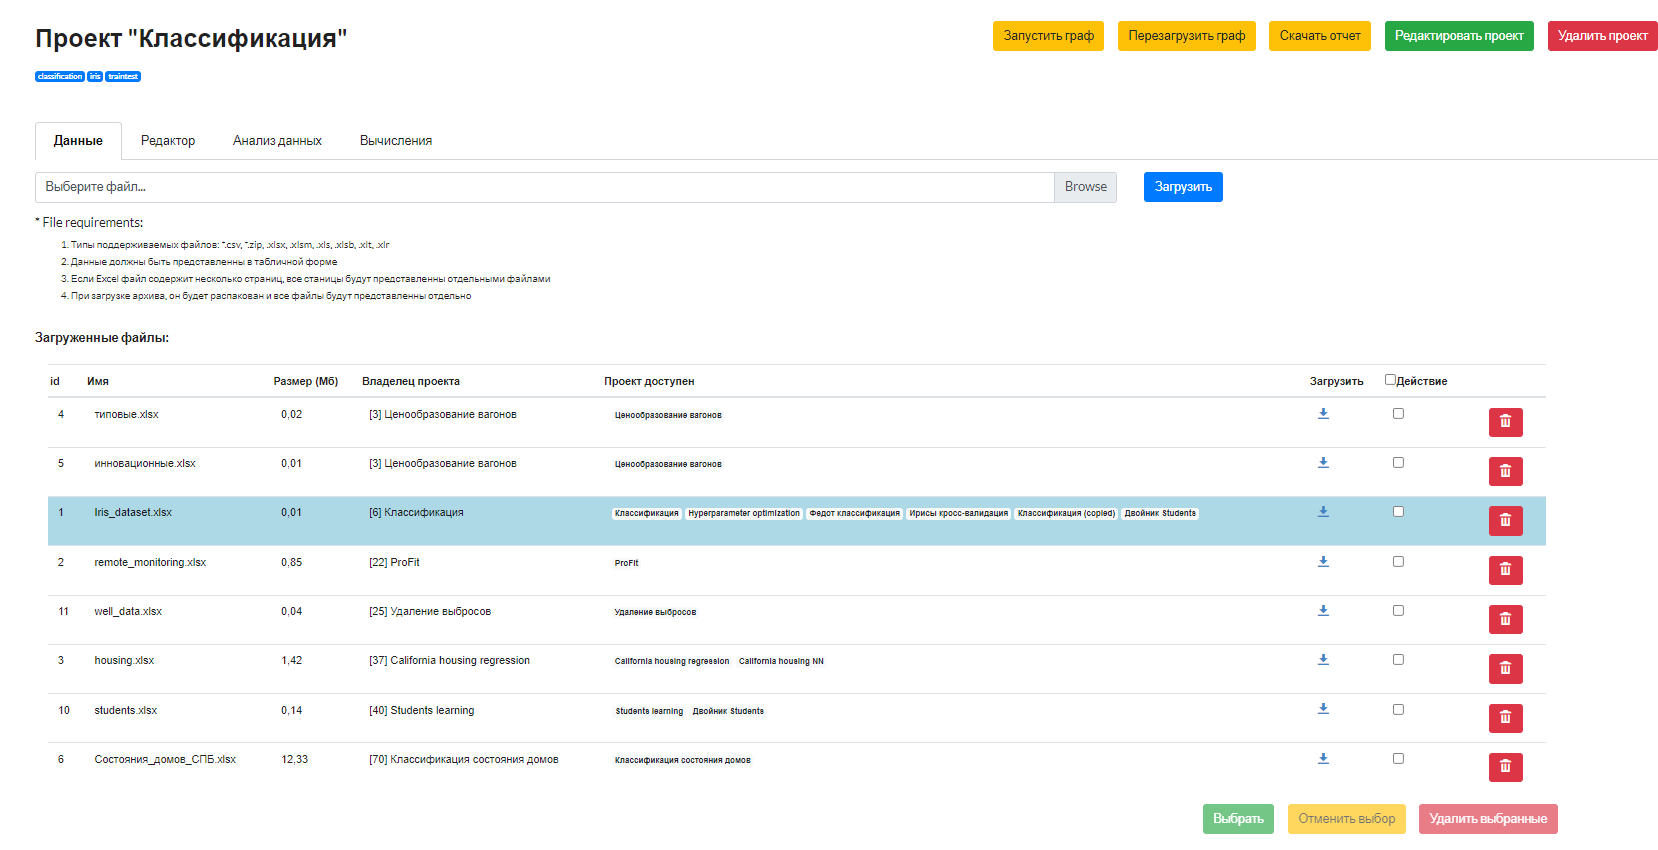 Проект "Классификация"
Запустить граф Перезагрузить граф Скачать отчет Редактировать проект Удалить проект
classification iris traintest
Данные Редактор Анализ данных Вычисления
Выберите файл... Browse Загрузить
* File requirements:
1. Типы поддерживаемых файлов: *.csv, *.zip, .xlsx, .xlsm, .xls, .xlsb, .xlt, .xlr
2. Данные должны быть представленны в табличной форме
3. Если Excel файл содержит несколько страниц, все станицы будут представленны отдельными файлами
4. При загрузке архива, он будет распакован и все файлы будут представленны отдельно
Загруженные файлы:
id Имя Размер (Мб) Владелец проекта Проект доступен Загрузить Действие
4 типовые.xlsx 0,02 [3] Ценообразование вагонов Ценообразование вагонов
5 инновационные.xlsx 0,01 [3] Ценообразование вагонов Ценообразование вагонов
1 Iris_dataset.xlsx 0,01 [6] Классификация Классификация Hyperparameter optimization Федот классификация Ирисы кросс-валидация Классификация (copied) Двойник Students
2 remote_monitoring.xlsx 0,85 [22] ProFit ProFit
11 well_data.xlsx 0,04 [25] Удаление выбросов Удаление выбросов
3 housing.xlsx 1,42 [37] California housing regression California housing regression California housing NN
10 students.xlsx 0,14 [40] Students learning Students learning Двойник Students
6 Состояния_домов_СПБ.xlsx 12,33 [70] Классификация состояния домов Классификация состояния домов
Выбрать Отменить выбор Удалить выбранные